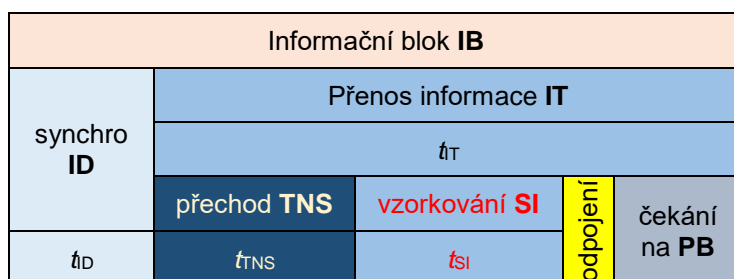 Informační blok IB
Přenos informace IT
synchro
ID
tIT
přechod TNS
vzorkování SI
odpojení
čekání
na PB
tID
tTNS
tSI